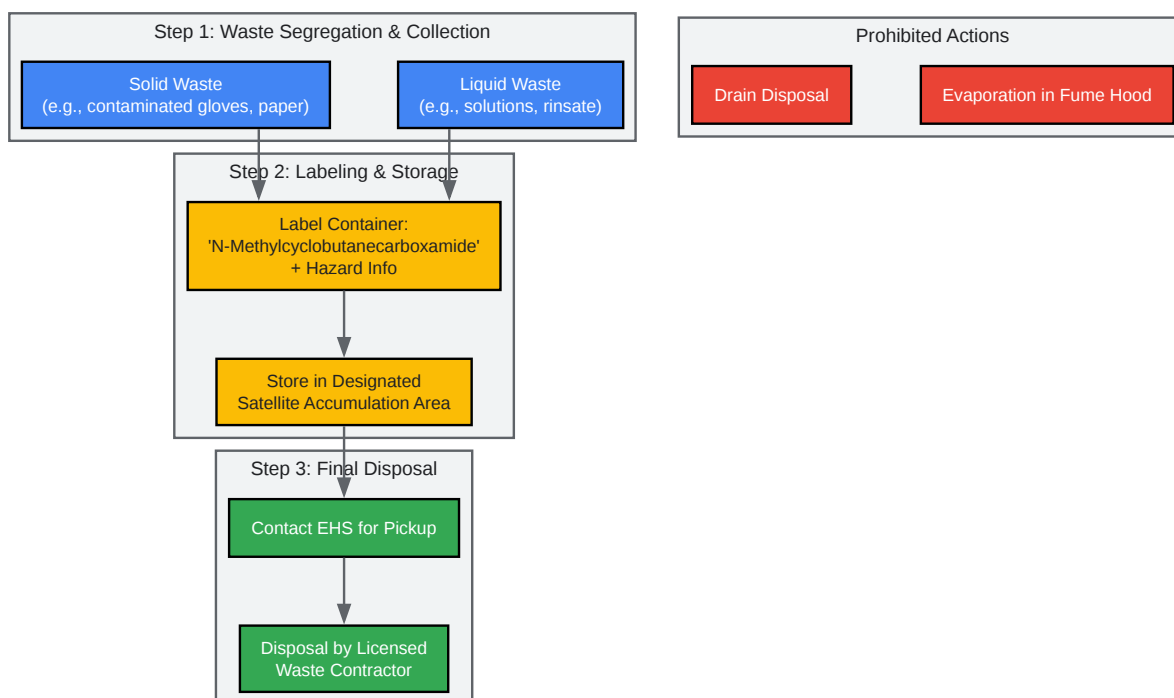 Step 1: Waste Segregation & Collection
Solid Waste
(e.g., contaminated gloves, paper)
Liquid Waste
(e.g., solutions, rinsate)
Prohibited Actions
Drain Disposal
Evaporation in Fume Hood
Step 2: Labeling & Storage
Label Container:
'N-Methylcyclobutanecarboxamide'
+ Hazard Info
Store in Designated
Satellite Accumulation Area
Step 3: Final Disposal
Contact EHS for Pickup
Disposal by Licensed
Waste Contractor